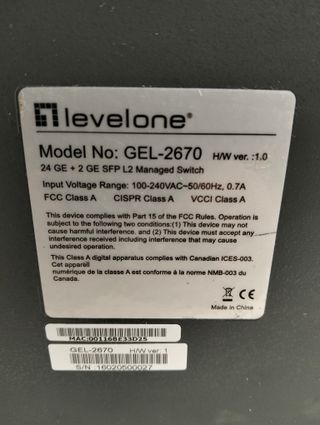 levelone®
Model No: GEL-2670 H/W ver. :1.0
24 GE + 2 GE SFP L2 Managed Switch
Input Voltage Range: 100-240VAC~50/60Hz, 0.7A
FCC Class A CISPR Class A VCCI Class A
This device complies with Part 15 of the FCC Rules. Operation is
subject to the following two conditions:(1) This device may not
cause harmful interference, and (2) This device must accept
any interference received, including interference that may cause
undesired operation.
This Class A digital apparatus complies with Canadian ICES-003.
Cet appareil
numérique de la classe A est conforme à la norme NMB-003 du
Canada.
CE
Made in China
MAC:00116BE33D25
GEL-2670 H/W ver: 1
S/N :16020500027